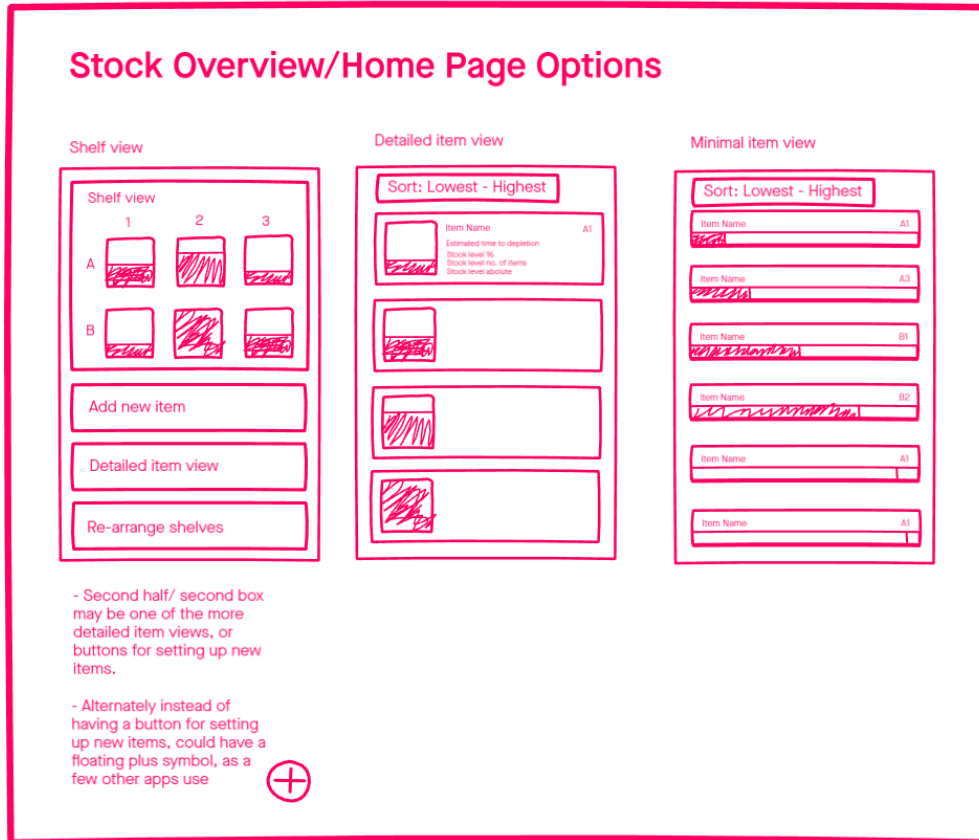 Stock Overview/Home Page Options
Shelf view
Shelf view
1 2 3
A
B
Add new item
Detailed item view
Re-arrange shelves
- Second half/ second box
may be one of the more
detailed item views, or
buttons for setting up new
items.
- Alternately instead of
having a button for setting
up new items, could have a
floating plus symbol, as a
few other apps use
Detailed item view
Sort: Lowest - Highest
Item Name A1
Estimated time to depletion
Stock level %
Stock level no. of items
Stock level abolute
Minimal item view
Sort: Lowest - Highest
Item Name A1
Item Name A3
Item Name B1
Item Name B2
Item Name A1
Item Name A1